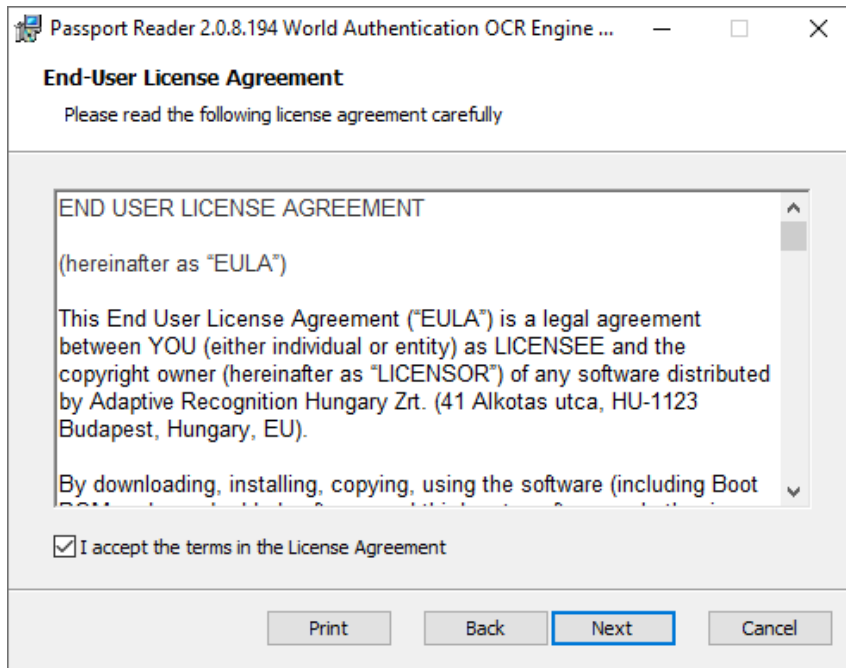 Passport Reader 2.0.8.194 World Authentication OCR Engine ...
End-User License Agreement
Please read the following license agreement carefully
END USER LICENSE AGREEMENT
(hereinafter as “EULA”)
This End User License Agreement (“EULA”) is a legal agreement
between YOU (either individual or entity) as LICENSEE and the
copyright owner (hereinafter as “LICENSOR”) of any software distributed
by Adaptive Recognition Hungary Zrt. (41 Alkotas utca, HU-1123
Budapest, Hungary, EU).
By downloading, installing, copying, using the software (including Boot
I accept the terms in the License Agreement
Print Back Next Cancel